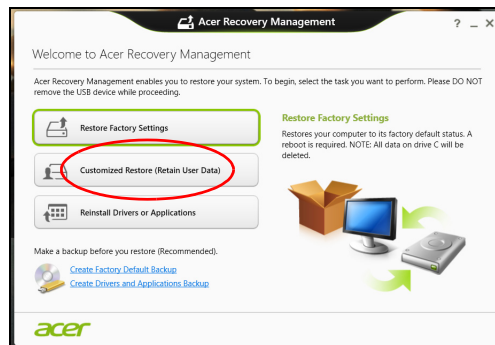 Acer Recovery Management
Welcome to Acer Recovery Management
Acer Recovery Management enables you to restore your system. To begin, select the task you want to perform. Please DO NOT
remove the USB device while proceeding.
Restore Factory Settings
Customized Restore (Retain User Data)
Reinstall Drivers or Applications
Restore Factory Settings
Restores your computer to its factory default status. A
reboot is required. NOTE: All data on drive C will be
deleted.
Make a backup before you restore (Recommended).
Create Factory Default Backup
Create Drivers and Applications Backup
acer